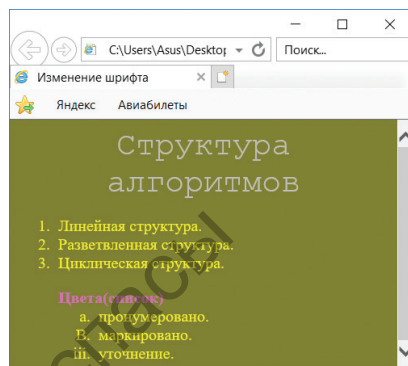 C:\Users\Asus\Desktop
Поиск...
Изменение шрифта
Яндекс Авиабилеты
Структура
алгоритмов
1. Линейная структура.
2. Разветвленная структура.
3. Циклическая структура.
Цвета(список)
a. пронумеровано.
B. маркировано.
iii. уточнение.